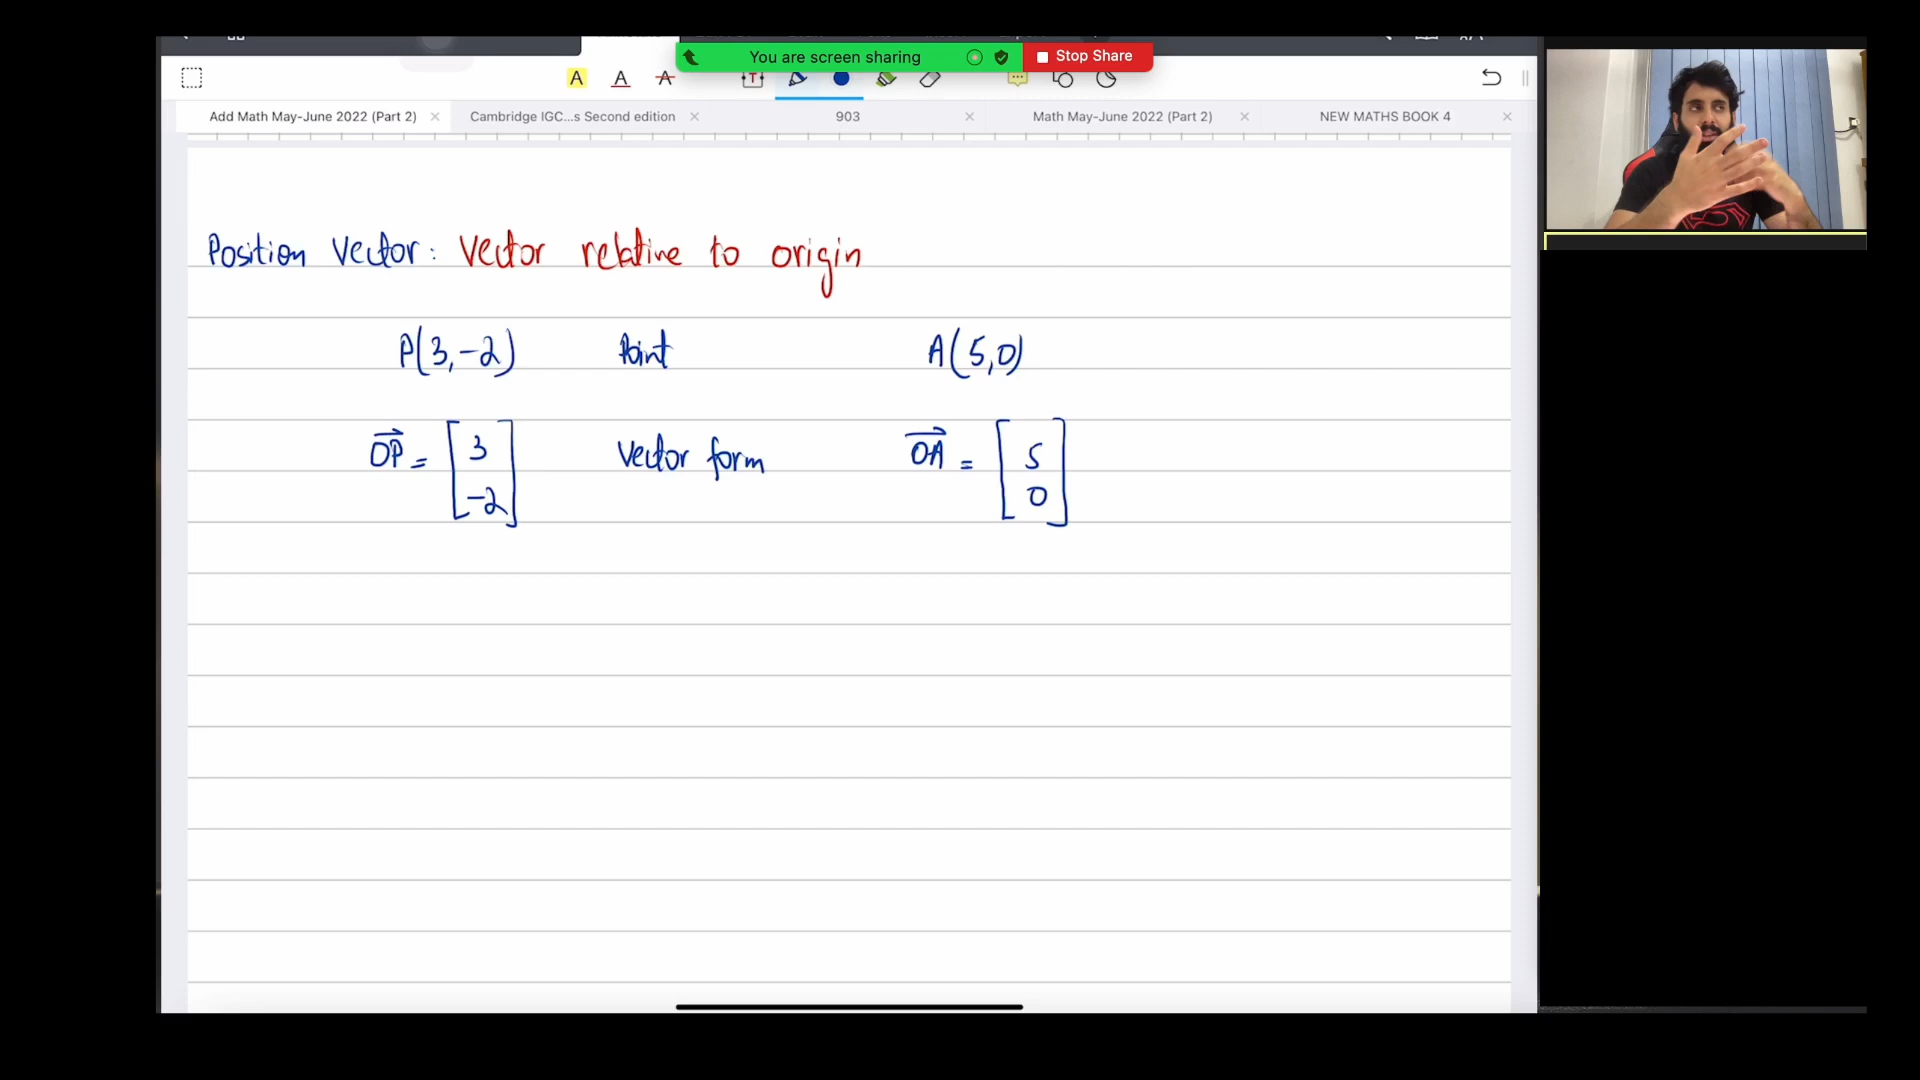 You are screen sharing Stop Share
A A A T
Add Math May-June 2022 (Part 2) × Cambridge IGC...s Second edition × 903 × Math May-June 2022 (Part 2) × NEW MATHS BOOK 4 ×
Position Vector: Vector relative to origin
P(3,-2) Point A(5,0)
OP⃗ = [3 -2] Vector form OA⃗ = [5 0]